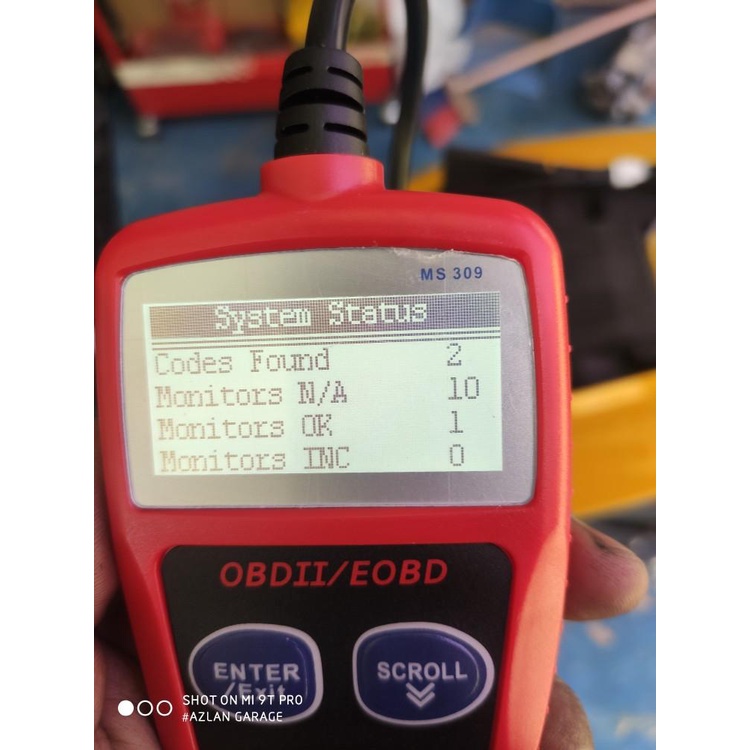 MS 309
System Status
Codes Found 2
Monitors N/A 10
Monitors OK 1
Monitors INC 0
OBDII/EOBD
ENTER
/Exit
SCROLL
SHOT ON MI 9T PRO
#AZLAN GARAGE